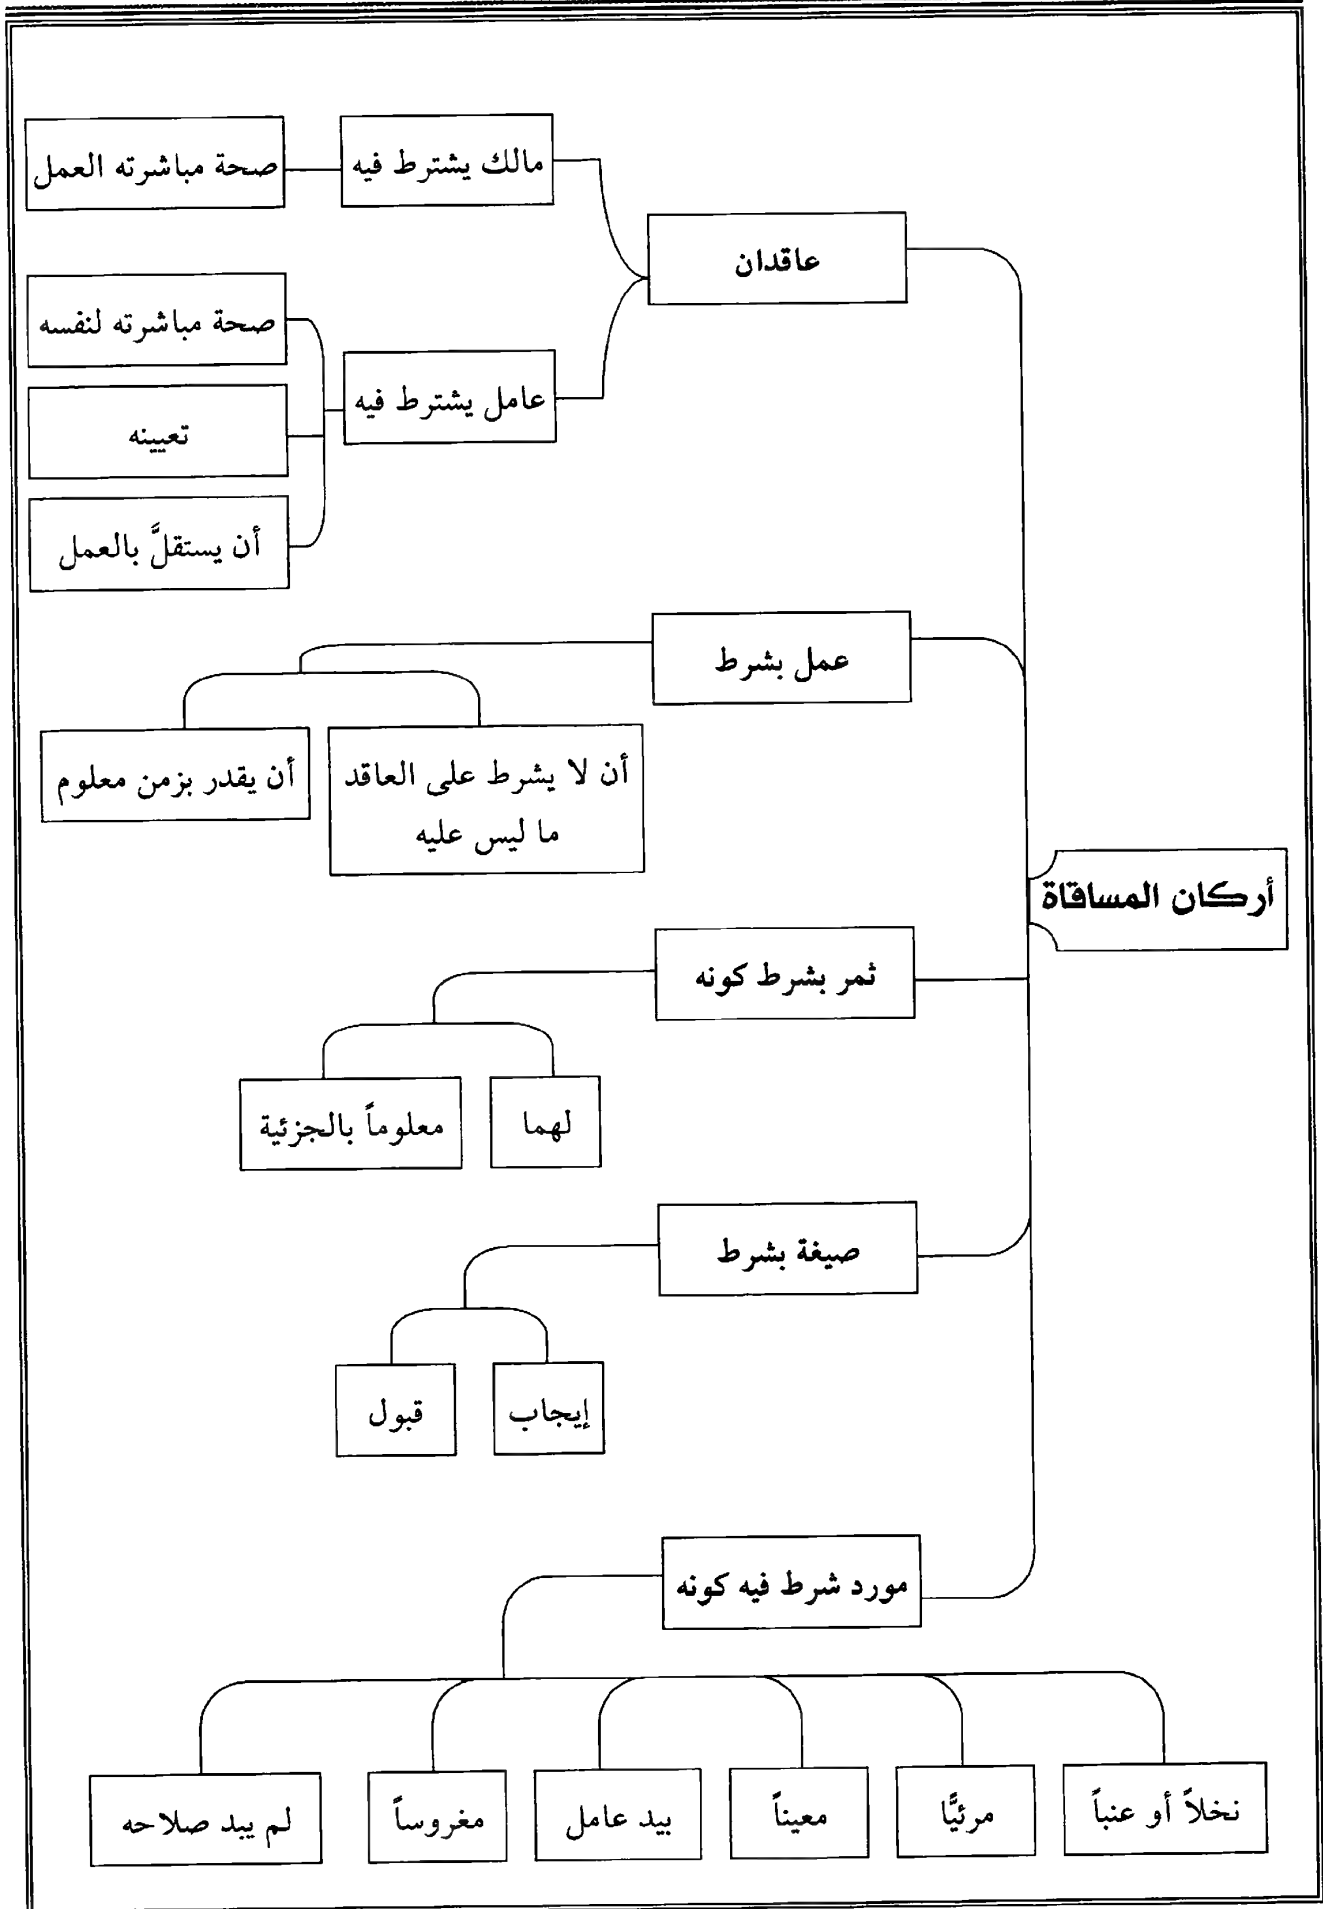 أركان المساقاة
عاقدان
مالك يشترط فيه
صحة مباشرته العمل
عامل يشترط فيه
صحة مباشرته لنفسه
تعيينه
أن يستقلَّ بالعمل
عمل بشرط
أن لا يشرط على العاقد
ما ليس عليه
أن يقدر بزمن معلوم
ثمر بشرط كونه
لهما
معلوماً بالجزئية
صيغة بشرط
إيجاب
قبول
مورد شرط فيه كونه
نخلاً أو عنباً
مرئيًّا
معيناً
بيد عامل
مغروساً
لم يبد صلاحه